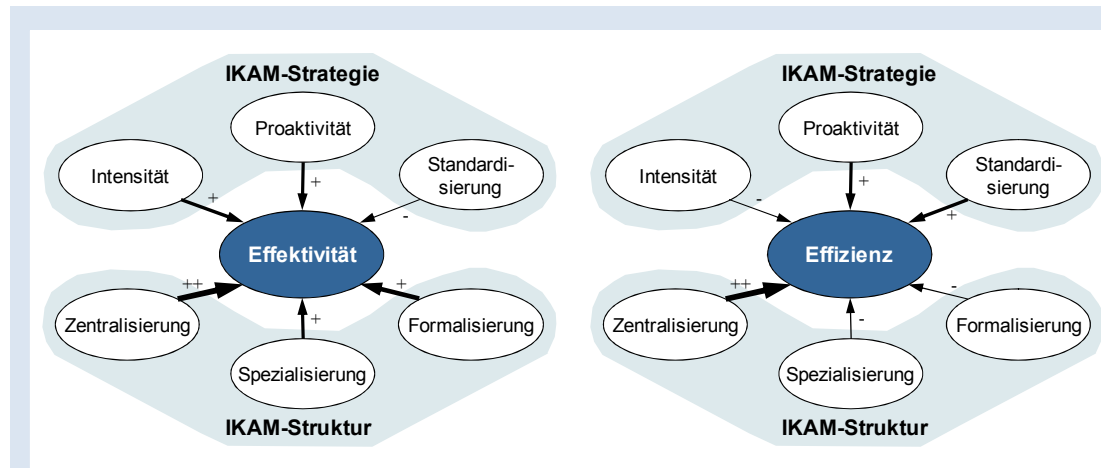 IKAM-Strategie
Proaktivität
Intensität
Standardi-
sierung
+
+
-
Effektivität
++
+
+
Zentralisierung
Formalisierung
Spezialisierung
IKAM-Struktur
IKAM-Strategie
Proaktivität
Intensität
Standardi-
sierung
-
+
+
Effizienz
++
-
-
Zentralisierung
Formalisierung
Spezialisierung
IKAM-Struktur